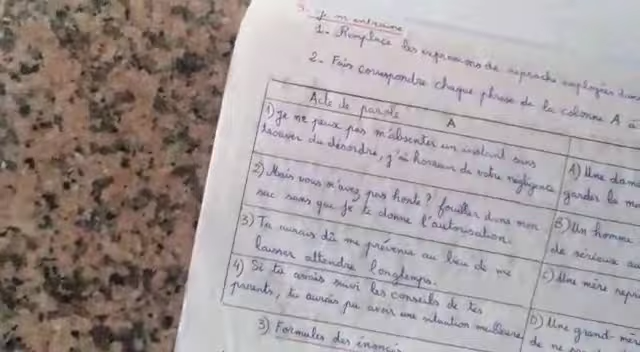 3. Je m'entraîne
1. Remplace les expressions de reproche employées dans
2. Fais correspondre chaque phrase de la colonne A à
Acte de parole A
1) Je ne peux pas m'absenter un instant sans
trouver du désordre, j'ai horreur de votre négligence
2) Mais vous n'avez pas honte? fouiller dans mon
sac sans que je te donne l'autorisation.
3) Tu aurais dû me prévenir au lieu de me
laisser attendre longtemps.
4) Si tu avais suivi les conseils de tes
parents, tu aurais pu avoir une situation meilleure
A) Une
garder la
B) Un homme
de sérieux
C) Une mère
D) Une grand-mère
de ne
3) Formules des